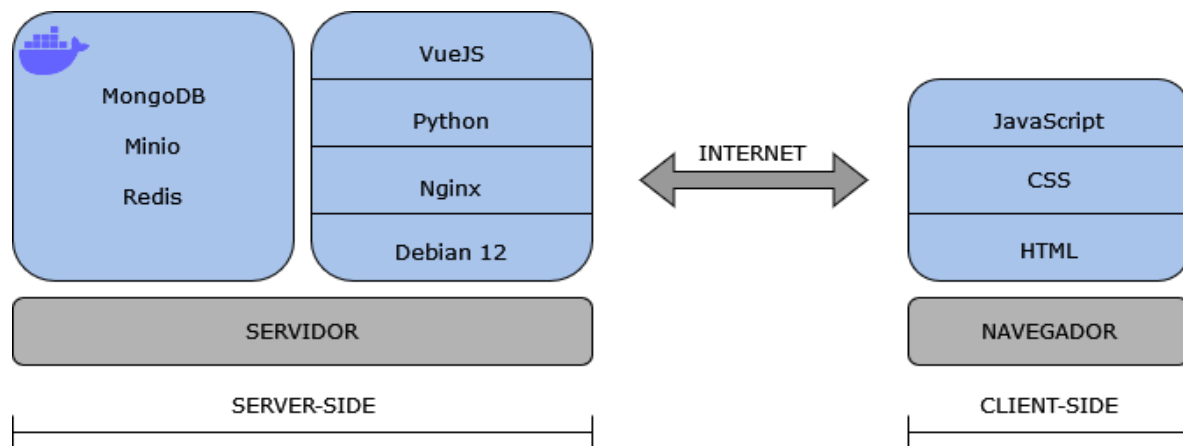 MongoDB
Minio
Redis
VueJS
Python
Nginx
Debian 12
SERVIDOR
SERVER-SIDE
INTERNET
JavaScript
CSS
HTML
NAVEGADOR
CLIENT-SIDE